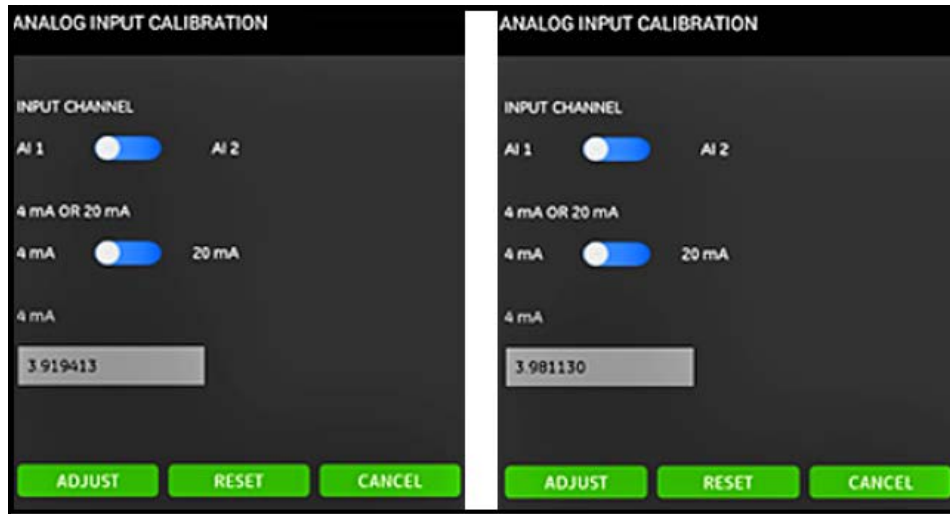 ANALOG INPUT CALIBRATION
INPUT CHANNEL
AI 1 AI 2
4 mA OR 20 mA
4 mA 20 mA
4 mA
3.919413
ADJUST RESET CANCEL
ANALOG INPUT CALIBRATION
INPUT CHANNEL
AI 1 AI 2
4 mA OR 20 mA
4 mA 20 mA
4 mA
3.981130
ADJUST RESET CANCEL